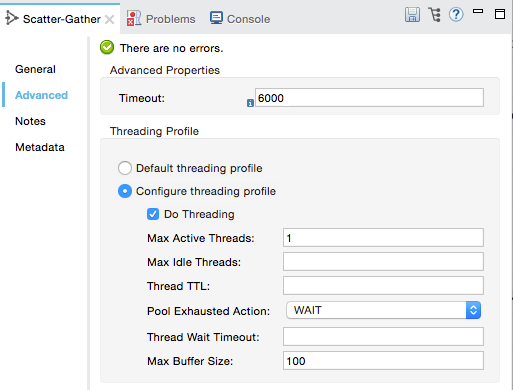 Scatter-Gather Problems Console
There are no errors.
General
Advanced
Notes
Metadata
Advanced Properties
Timeout: 6000
Threading Profile
Default threading profile
Configure threading profile
Do Threading
Max Active Threads: 1
Max Idle Threads:
Thread TTL:
Pool Exhausted Action: WAIT
Thread Wait Timeout:
Max Buffer Size: 100